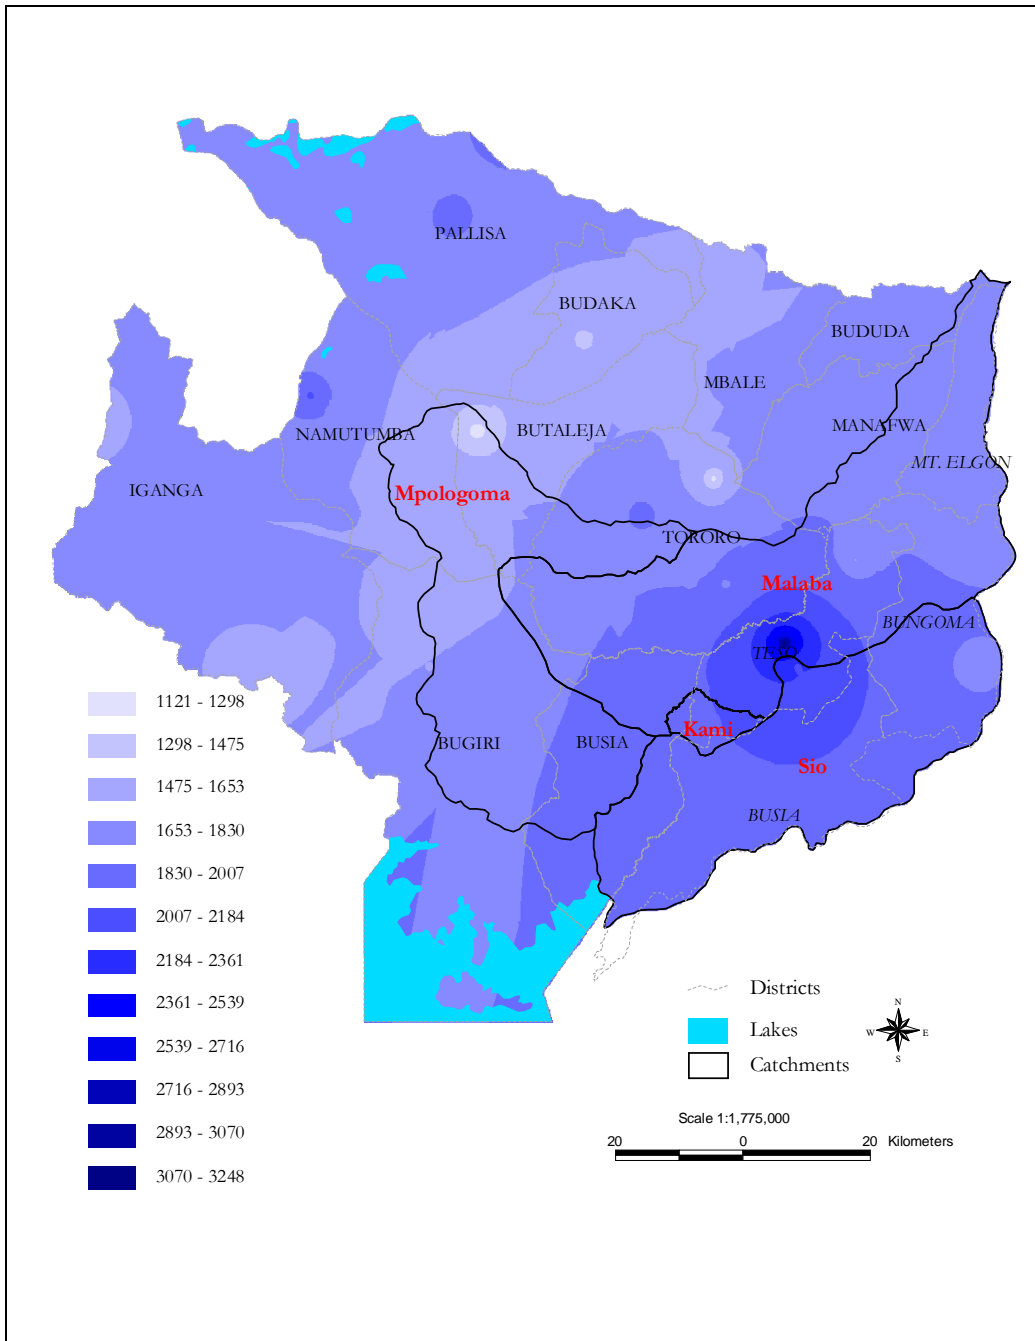 PALLISA
BUDAKA
BUDUDA
MBALE
NAMUTUMBA
BUTALEJA
MANAFWA
MT. ELGON
IGANGA
Mpologoma
TORORO
Malaba
BUNGOMA
TESO
Kami
BUGIRI
BUSIA
Sio
BUSIA
1121 - 1298
1298 - 1475
1475 - 1653
1653 - 1830
1830 - 2007
2007 - 2184
2184 - 2361
2361 - 2539
2539 - 2716
2716 - 2893
2893 - 3070
3070 - 3248
Districts
Lakes
Catchments
N
W E
S
Scale 1:1,775,000
20 0 20 Kilometers